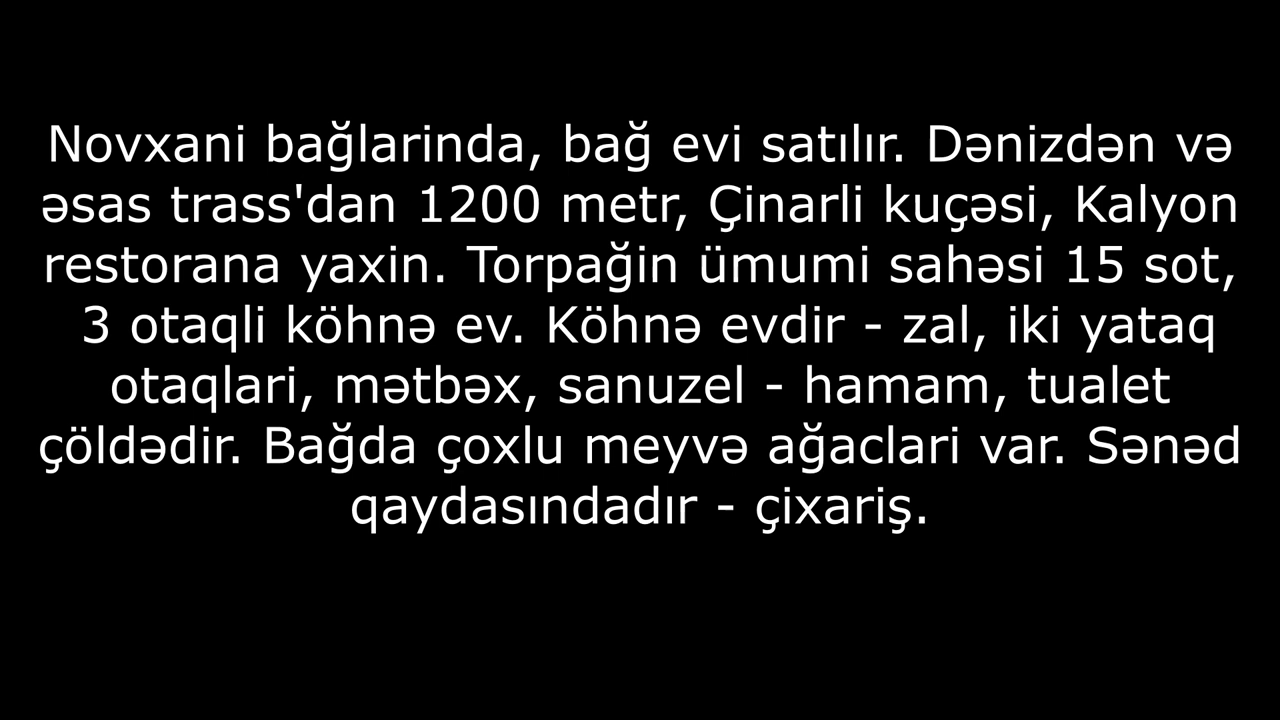 Novxani bağlarinda, bağ evi satılır. Dənizdən və
əsas trass'dan 1200 metr, Çinarli kuçəsi, Kalyon
restorana yaxin. Torpağin ümumi sahəsi 15 sot,
3 otaqli köhnə ev. Köhnə evdir - zal, iki yataq
otaqlari, mətbəx, sanuzel - hamam, tualet
çöldədir. Bağda çoxlu meyvə ağaclari var. Sənəd
qaydasındadır - çixariş.